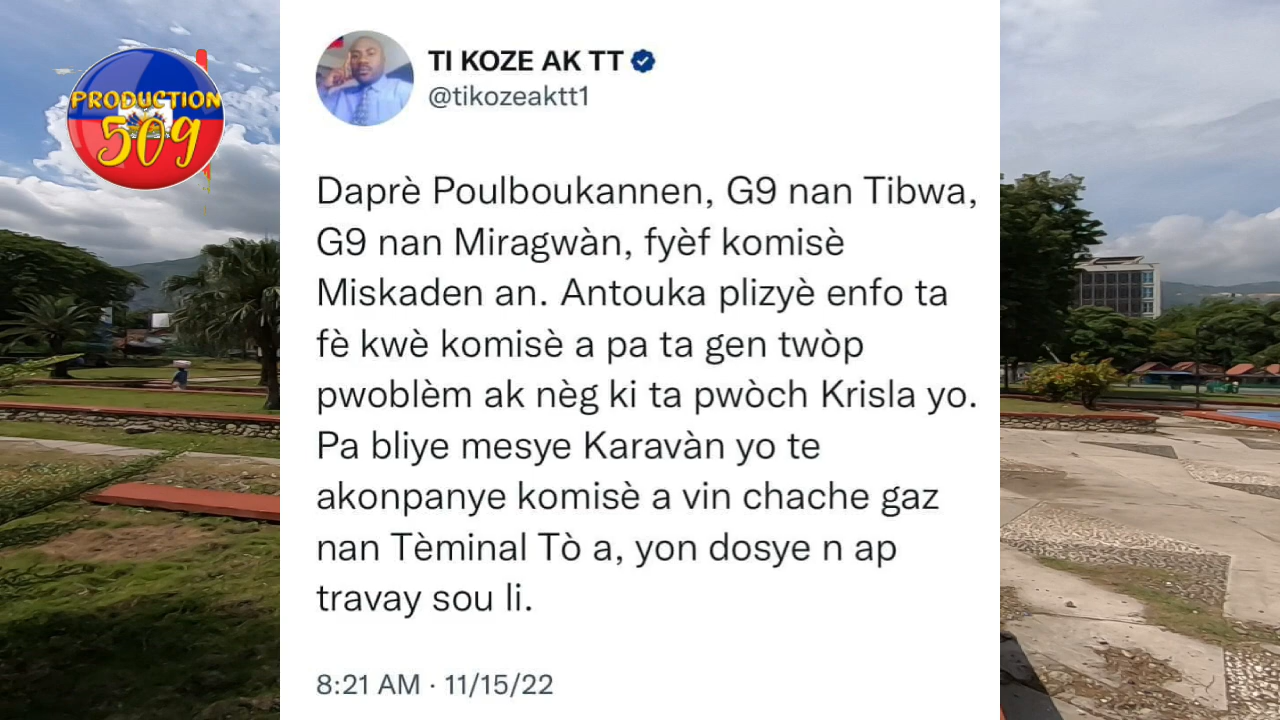 PRODUCTION
509
TI KOZE AK TT
@tikozeaktt1
Daprè Poulboukannen, G9 nan Tibwa,
G9 nan Miragwàn, fyèf komisè
Miskaden an. Antouka plizyè enfo ta
fè kwè komisè a pa ta gen twòp
pwoblèm ak nèg ki ta pwòch Krisla yo.
Pa bliye mesye Karavàn yo te
akonpanye komisè a vin chache gaz
nan Tèminal Tò a, yon dosye n ap
travay sou li.
8:21 AM · 11/15/22